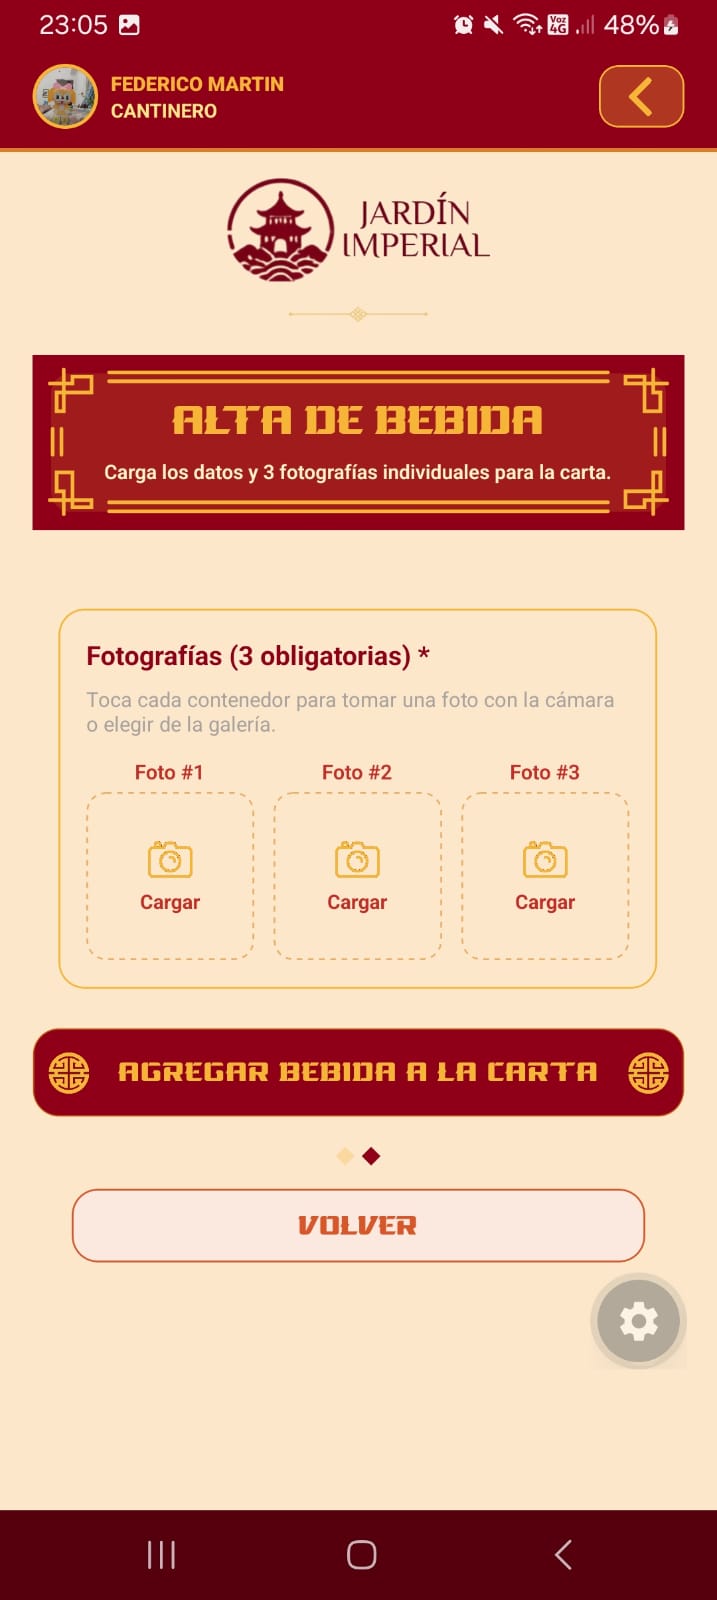 23:05
Voz 4G 48%
FEDERICO MARTIN
CANTINERO
JARDÍN
IMPERIAL
ALTA DE BEBIDA
Carga los datos y 3 fotografías individuales para la carta.
Fotografías (3 obligatorias) *
Toca cada contenedor para tomar una foto con la cámara
o elegir de la galería.
Foto #1 Foto #2 Foto #3
Cargar Cargar Cargar
AGREGAR BEBIDA A LA CARTA
VOLVER